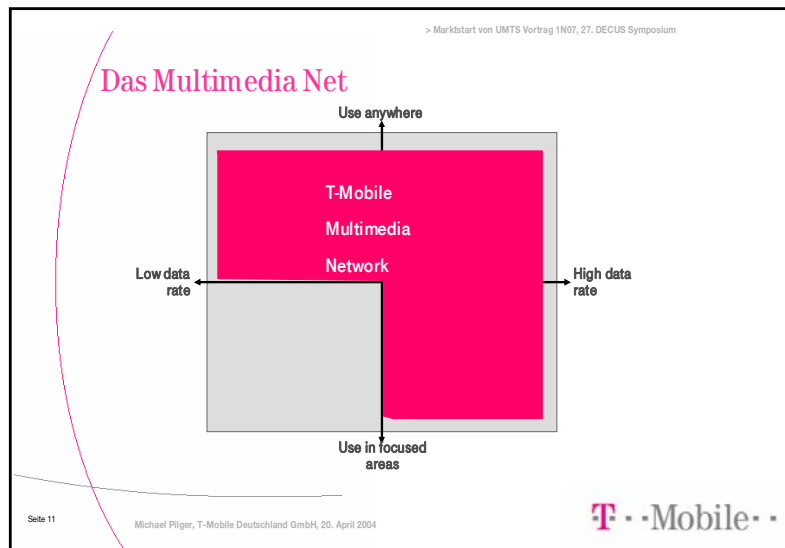 > Marktstart von UMTS Vortrag 1N07, 27. DECUS Symposium
Das Multimedia Net
Use anywhere
T-Mobile
Multimedia
Network
Low data
rate
High data
rate
Use in focused
areas
Seite 11
Michael Pilger, T-Mobile Deutschland GmbH, 20. April 2004
T··Mobile··